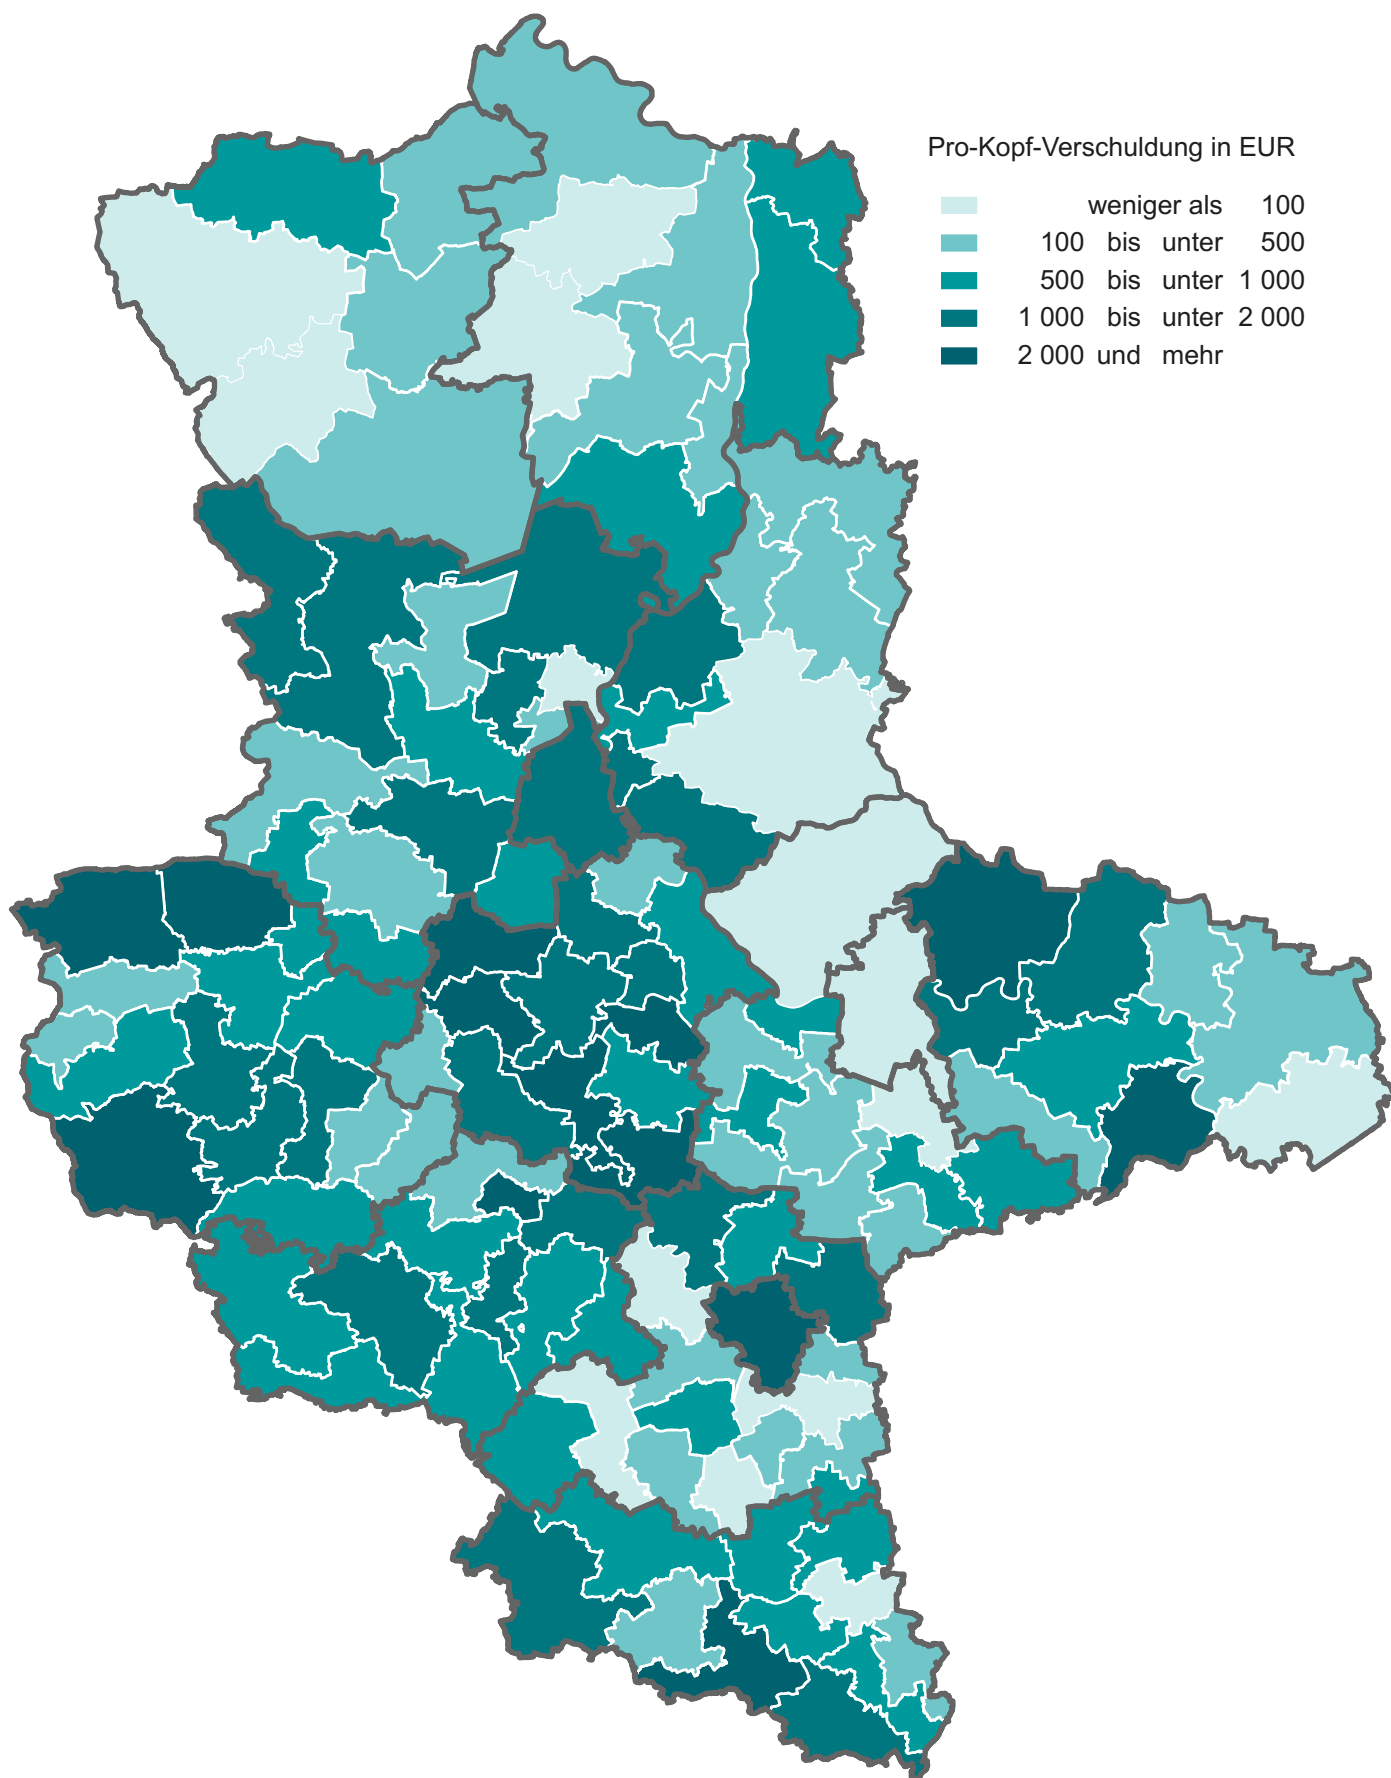 Pro-Kopf-Verschuldung in EUR
weniger als 100
100 bis unter 500
500 bis unter 1 000
1 000 bis unter 2 000
2 000 und mehr